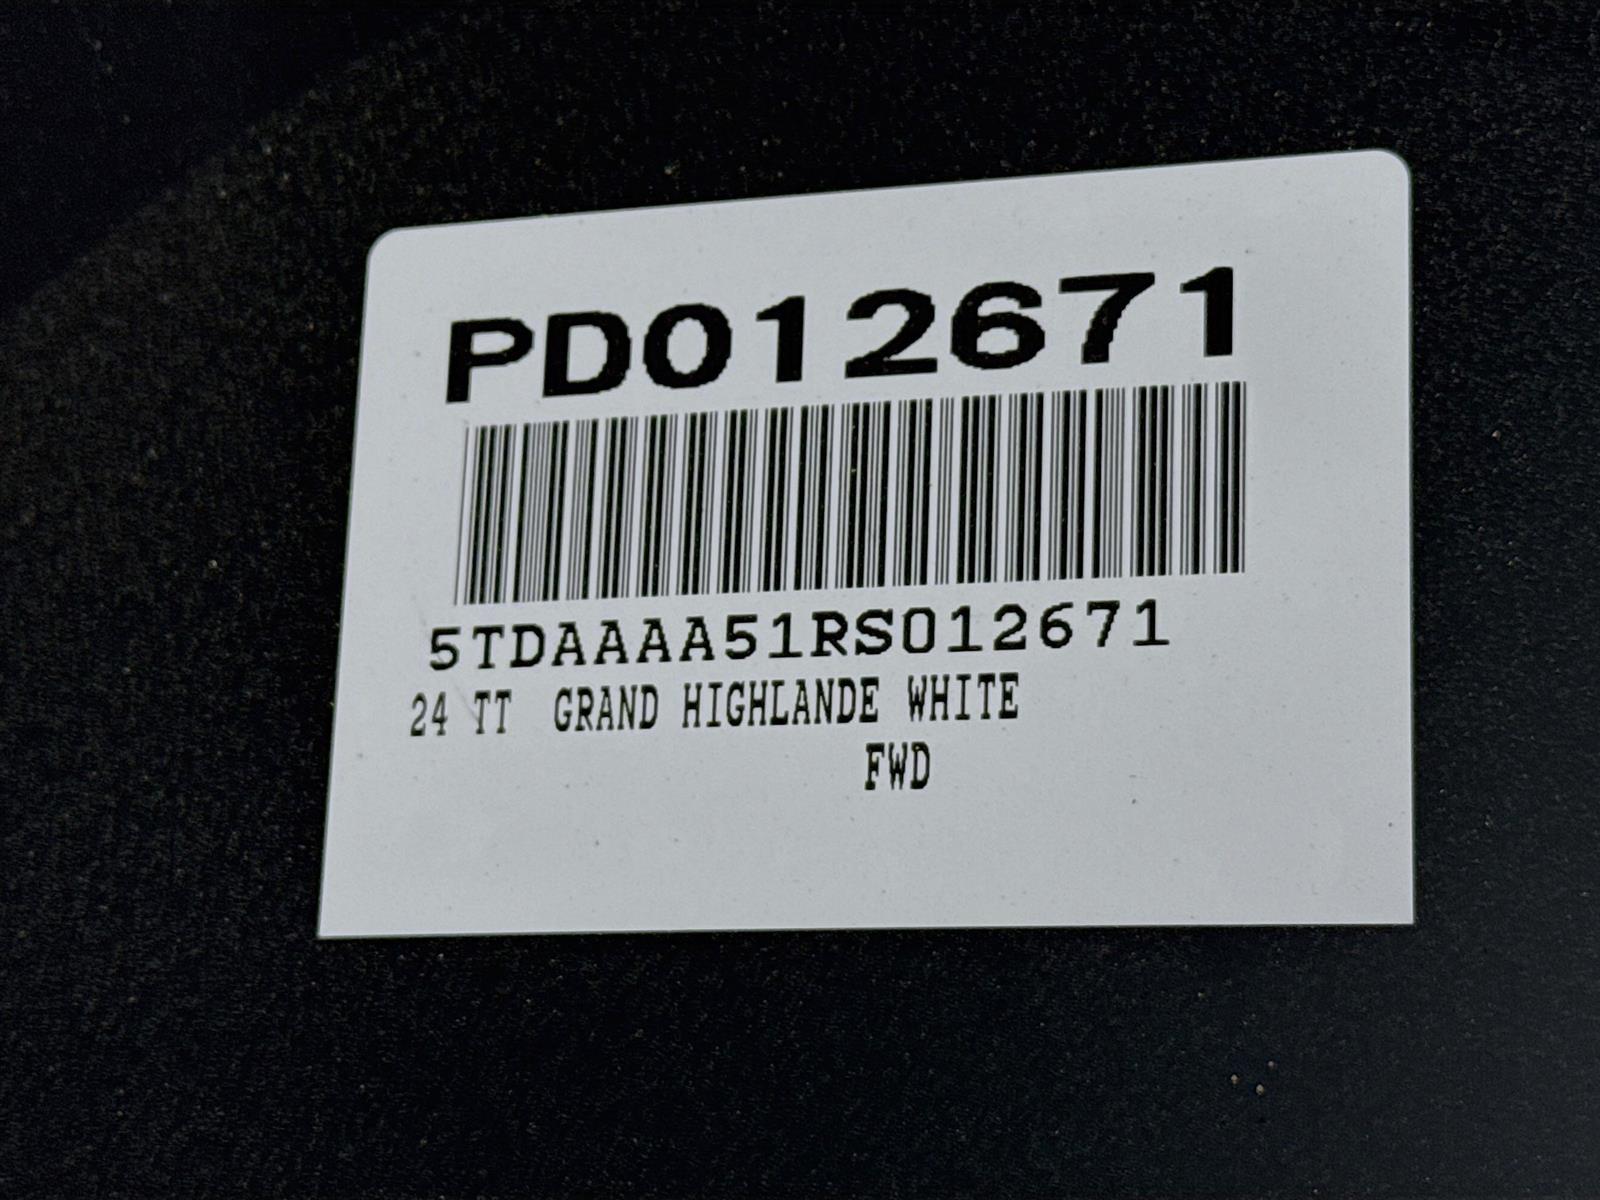 PD012671
5TDAAAA51RS012671
24 TT GRAND HIGHLANDE WHITE
FWD